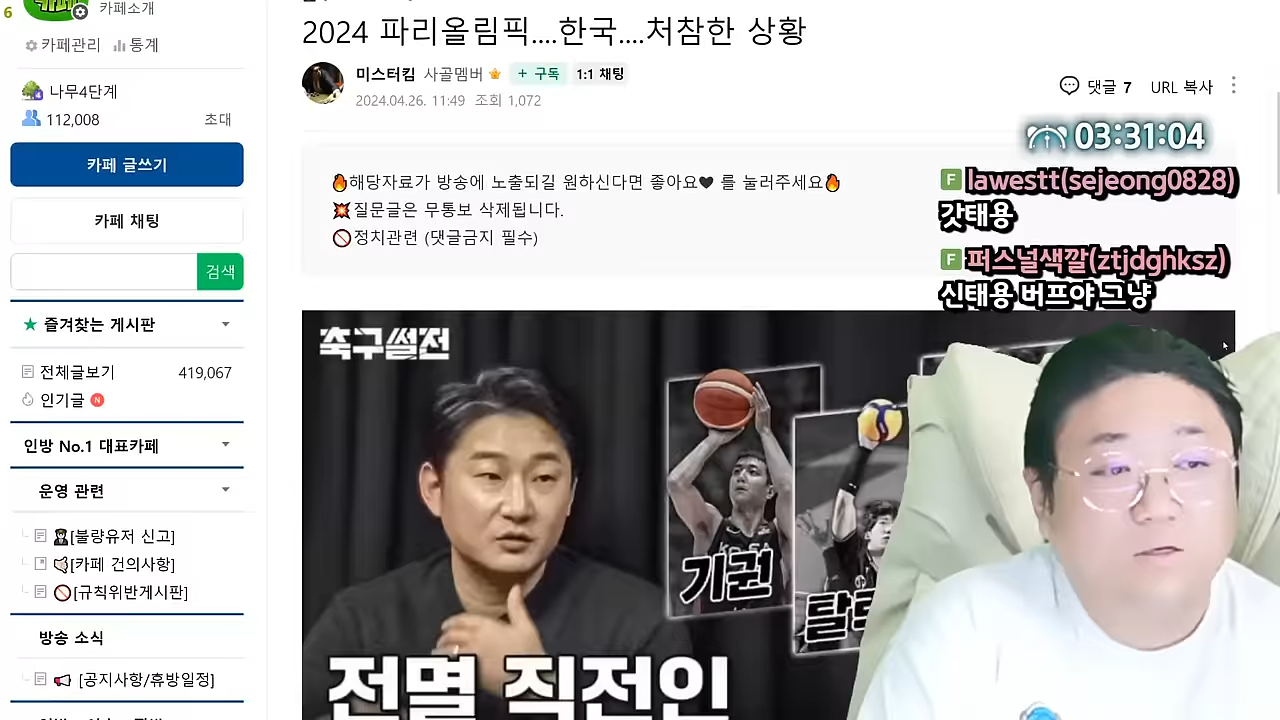 6
카페소개
카페관리 통계
나무4단계
112,008 초대
카페 글쓰기
카페 채팅
검색
즐겨찾는 게시판
전체글보기 419,067
인기글 N
인방 No.1 대표카페
운영 관련
[불량유저 신고]
[카페 건의사항]
[규칙위반게시판]
방송 소식
[공지사항/휴방일정]
2024 파리올림픽....한국....처참한 상황
미스터킴 사골멤버 + 구독 1:1 채팅
2024.04.26. 11:49 조회 1,072
댓글 7 URL 복사
🔥해당자료가 방송에 노출되길 원하신다면 좋아요🖤 를 눌러주세요🔥
💥질문글은 무통보 삭제됩니다.
🚫정치관련 (댓글금지 필수)
03:31:04
F lawestt(sejeong0828)
갓태용
F 퍼스널색깔(ztjdghksz)
신태용 버프야 그냥
축구썰전
기권
전멸 직전인